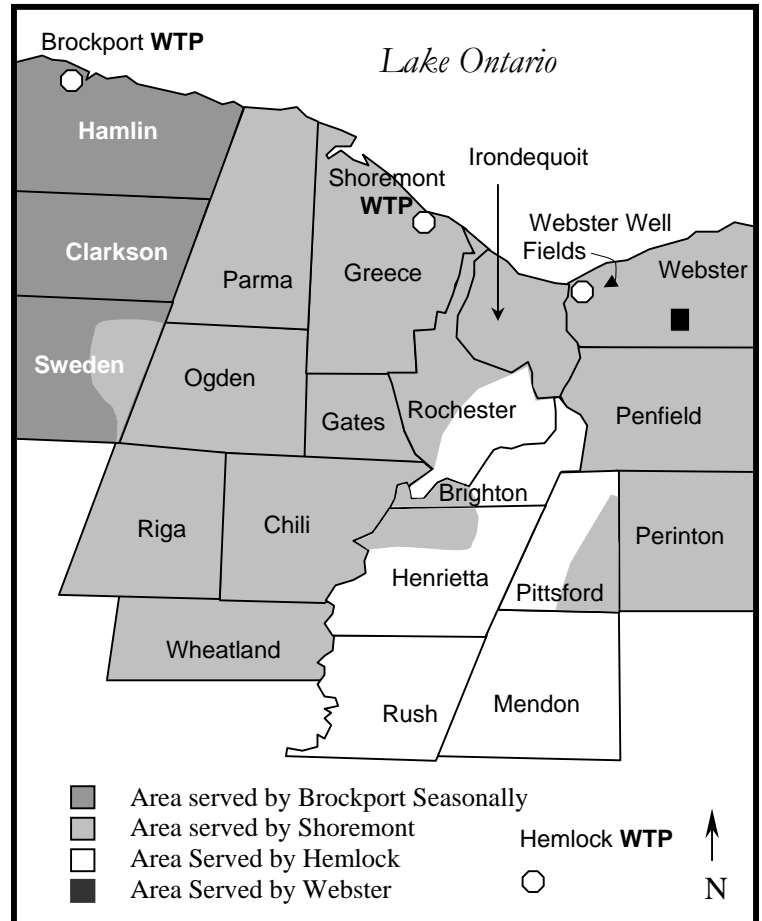 Brockport WTP
Lake Ontario
Hamlin
Irondequoit
Shoremont
WTP
Webster Well
Fields
Clarkson
Webster
Parma
Greece
Sweden
Ogden
Rochester
Gates
Penfield
Brighton
Riga
Chili
Perinton
Henrietta
Pittsford
Wheatland
Rush
Mendon
Area served by Brockport Seasonally
Area served by Shoremont
Area Served by Hemlock
Area Served by Webster
Hemlock WTP
N